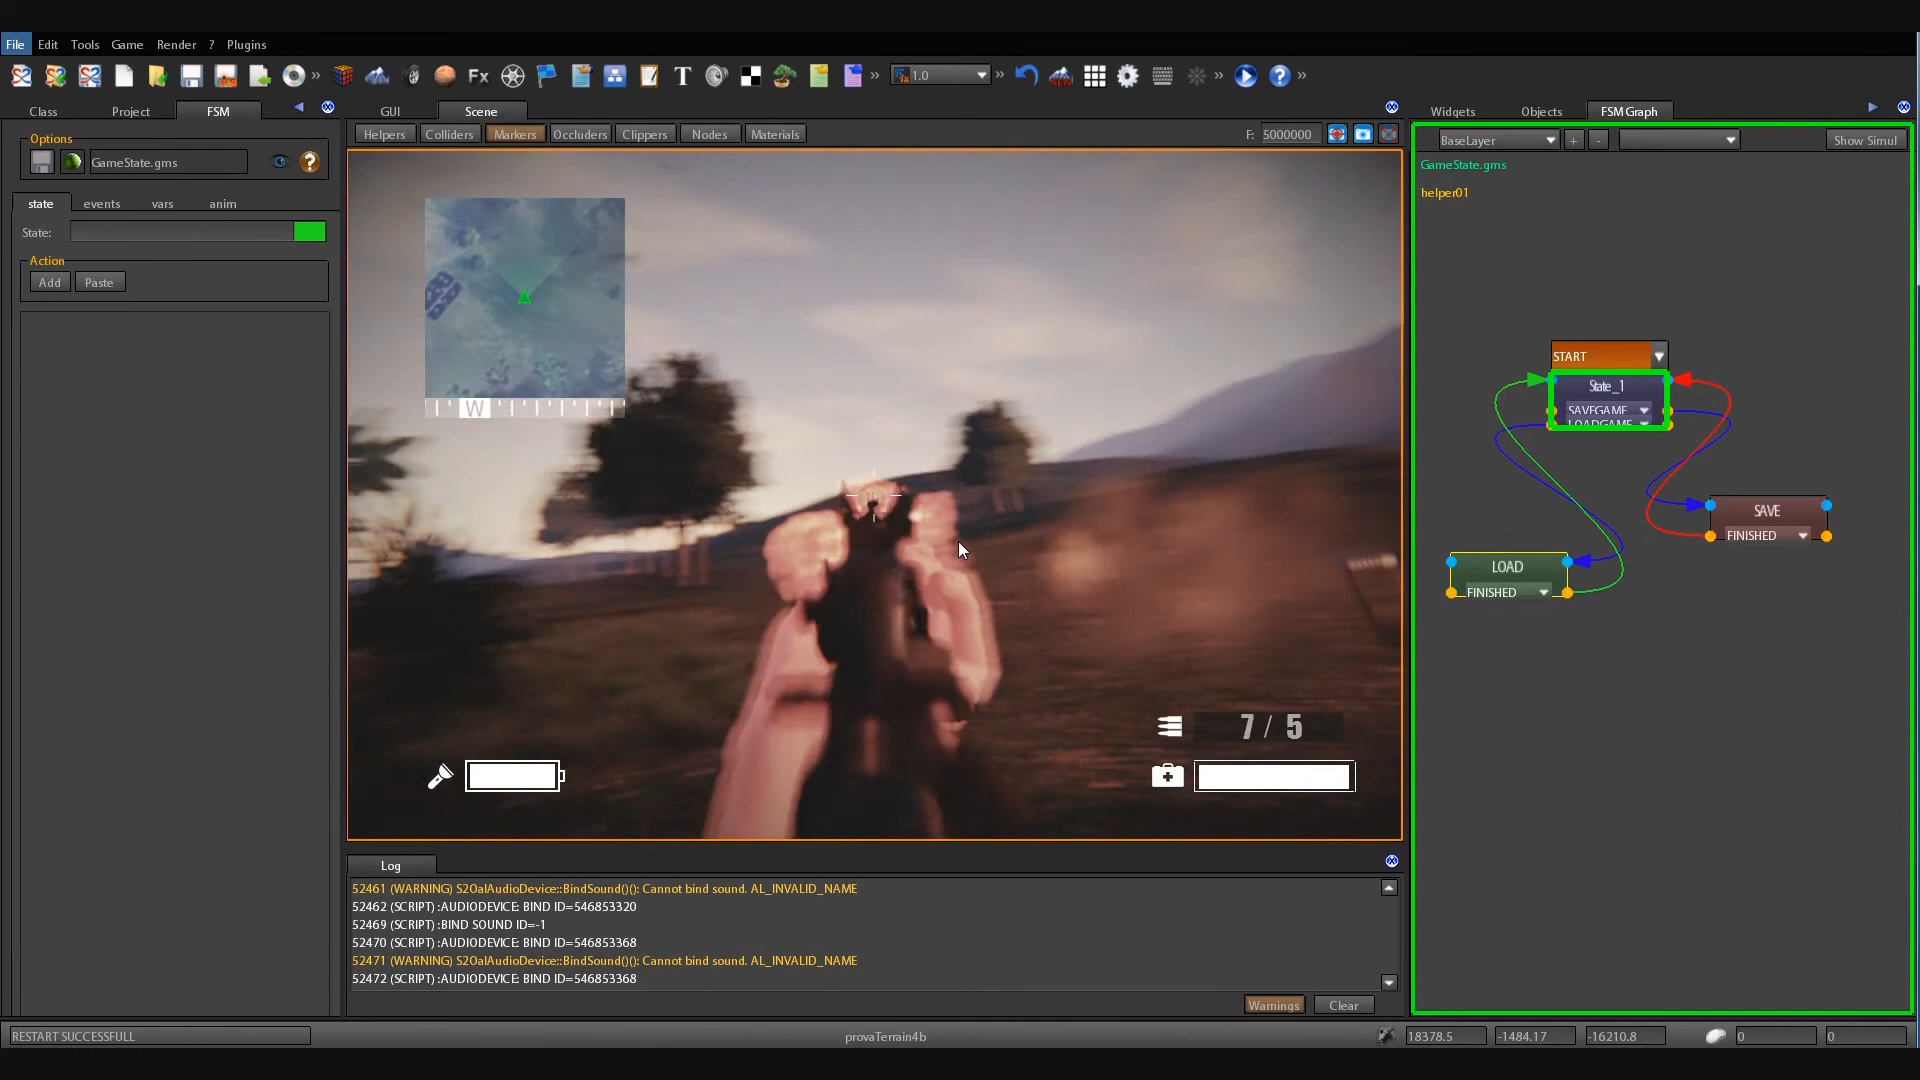 File Edit Tools Game Render ? Plugins
Fx T 1.0 NEW ?
Class Project FSM GUI Scene Widgets Objects FSM Graph
Options
GameState.gms
state events vars anim
State:
Action
Add Paste
Helpers Colliders Markers Occluders Clippers Nodes Materials F: 5000000
W
7 / 5
BaseLayer + - Show Simul
GameState.gms
helper01
START
State_1
SAVEGAME
LOADGAME
SAVE
FINISHED
LOAD
FINISHED
Log
52461 (WARNING) S2OalAudioDevice::BindSound()(): Cannot bind sound. AL_INVALID_NAME
52462 (SCRIPT) :AUDIODEVICE: BIND ID=546853320
52469 (SCRIPT) :BIND SOUND ID=-1
52470 (SCRIPT) :AUDIODEVICE: BIND ID=546853368
52471 (WARNING) S2OalAudioDevice::BindSound()(): Cannot bind sound. AL_INVALID_NAME
52472 (SCRIPT) :AUDIODEVICE: BIND ID=546853368
Warnings Clear
RESTART SUCCESSFULL provaTerrain4b 18378.5 -1484.17 -16210.8 0 0